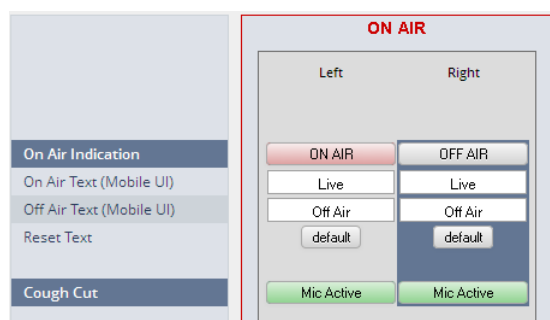 ON AIR
Left Right
On Air Indication ON AIR OFF AIR
On Air Text (Mobile UI) Live Live
Off Air Text (Mobile UI) Off Air Off Air
Reset Text default default
Cough Cut Mic Active Mic Active